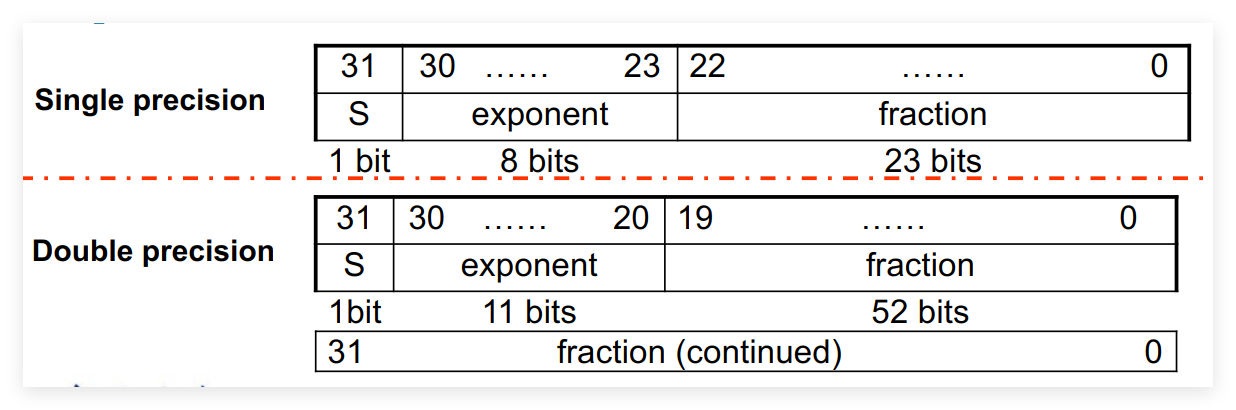 Single precision
31 30 …… 23 22 …… 0
S exponent fraction
1 bit 8 bits 23 bits
Double precision
31 30 …… 20 19 …… 0
S exponent fraction
1bit 11 bits 52 bits
31 fraction (continued) 0